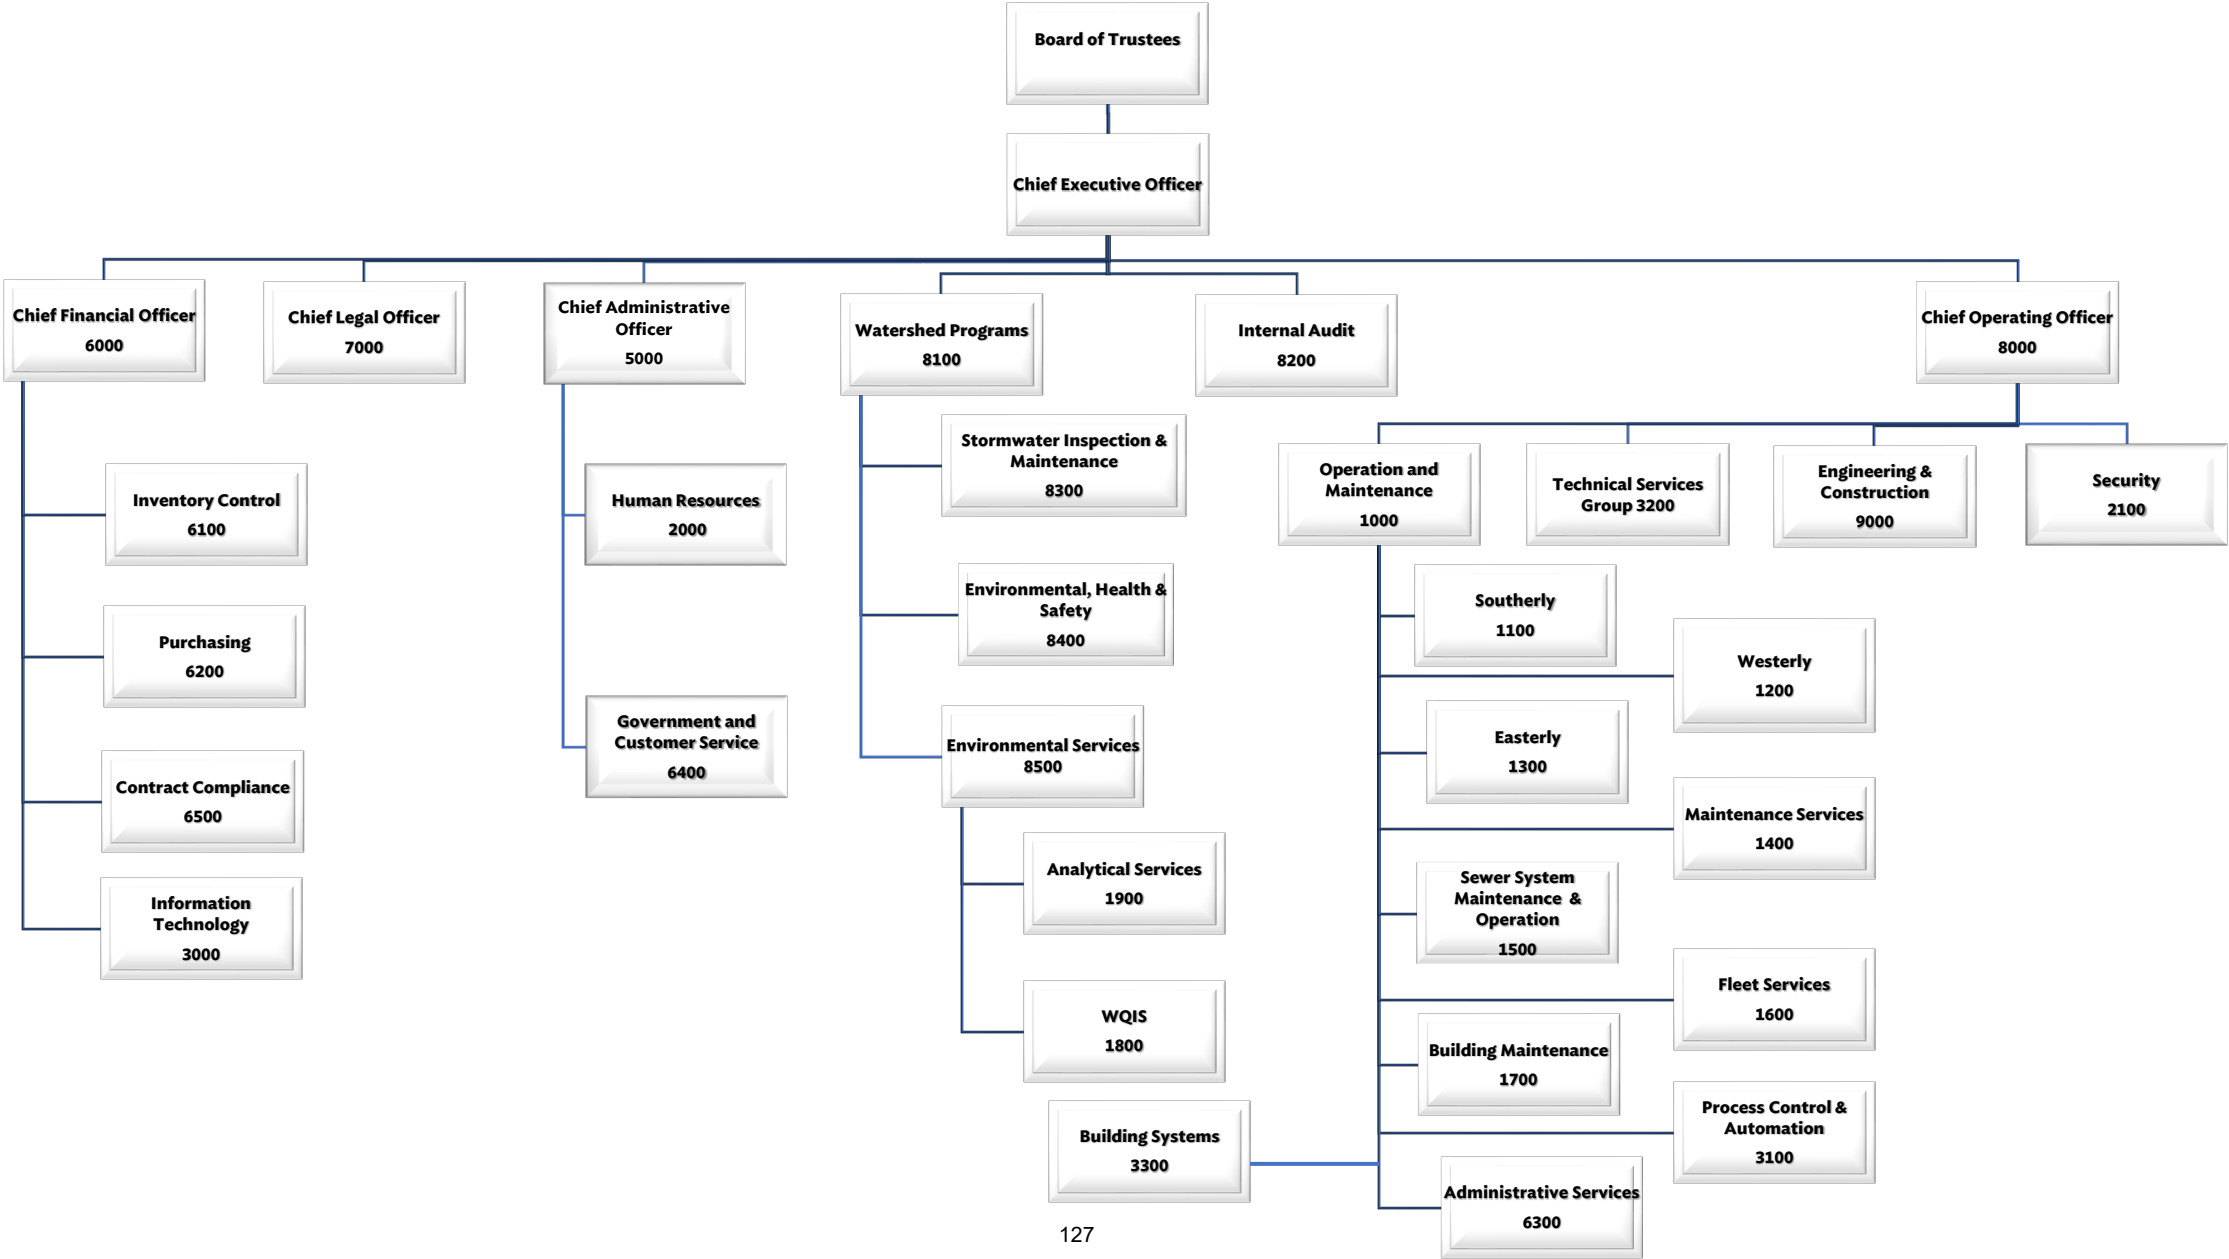 Board of Trustees
Chief Executive Officer
Chief Financial Officer
6000
Chief Legal Officer
7000
Chief Administrative
Officer
5000
Watershed Programs
8100
Internal Audit
8200
Chief Operating Officer
8000
Inventory Control
6100
Purchasing
6200
Contract Compliance
6500
Information
Technology
3000
Human Resources
2000
Government and
Customer Service
6400
Stormwater Inspection &
Maintenance
8300
Environmental, Health &
Safety
8400
Environmental Services
8500
Analytical Services
1900
WQIS
1800
Operation and
Maintenance
1000
Technical Services
Group 3200
Engineering &
Construction
9000
Security
2100
Southerly
1100
Westerly
1200
Easterly
1300
Maintenance Services
1400
Sewer System
Maintenance &
Operation
1500
Fleet Services
1600
Building Maintenance
1700
Process Control &
Automation
3100
Building Systems
3300
Administrative Services
6300
127